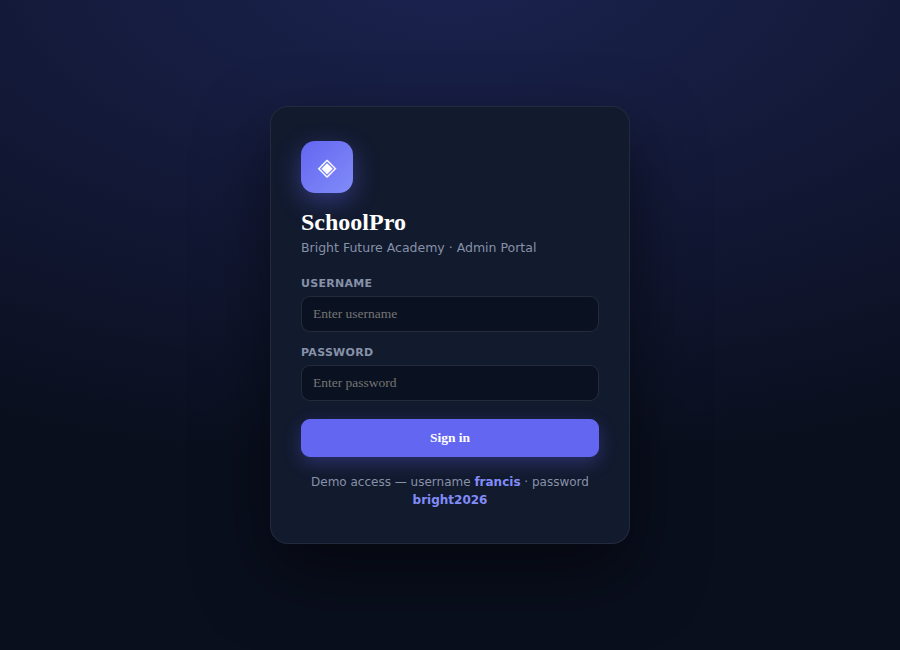 SchoolPro
Bright Future Academy · Admin Portal
USERNAME
Enter username
PASSWORD
Enter password
Sign in
Demo access — username francis · password
bright2026